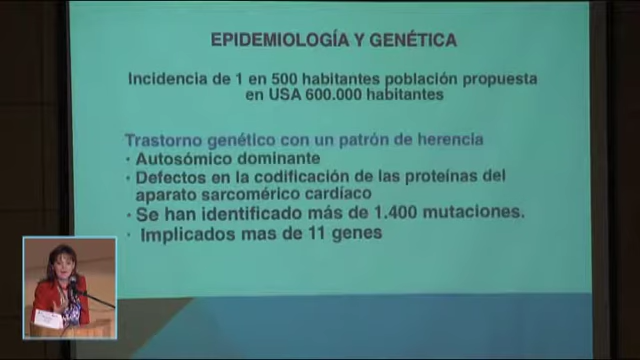 EPIDEMIOLOGÍA Y GENÉTICA
Incidencia de 1 en 500 habitantes población propuesta
en USA 600.000 habitantes
Trastorno genético con un patrón de herencia
· Autosómico dominante
· Defectos en la codificación de las proteínas del
aparato sarcomérico cardíaco
· Se han identificado más de 1.400 mutaciones.
· Implicados mas de 11 genes